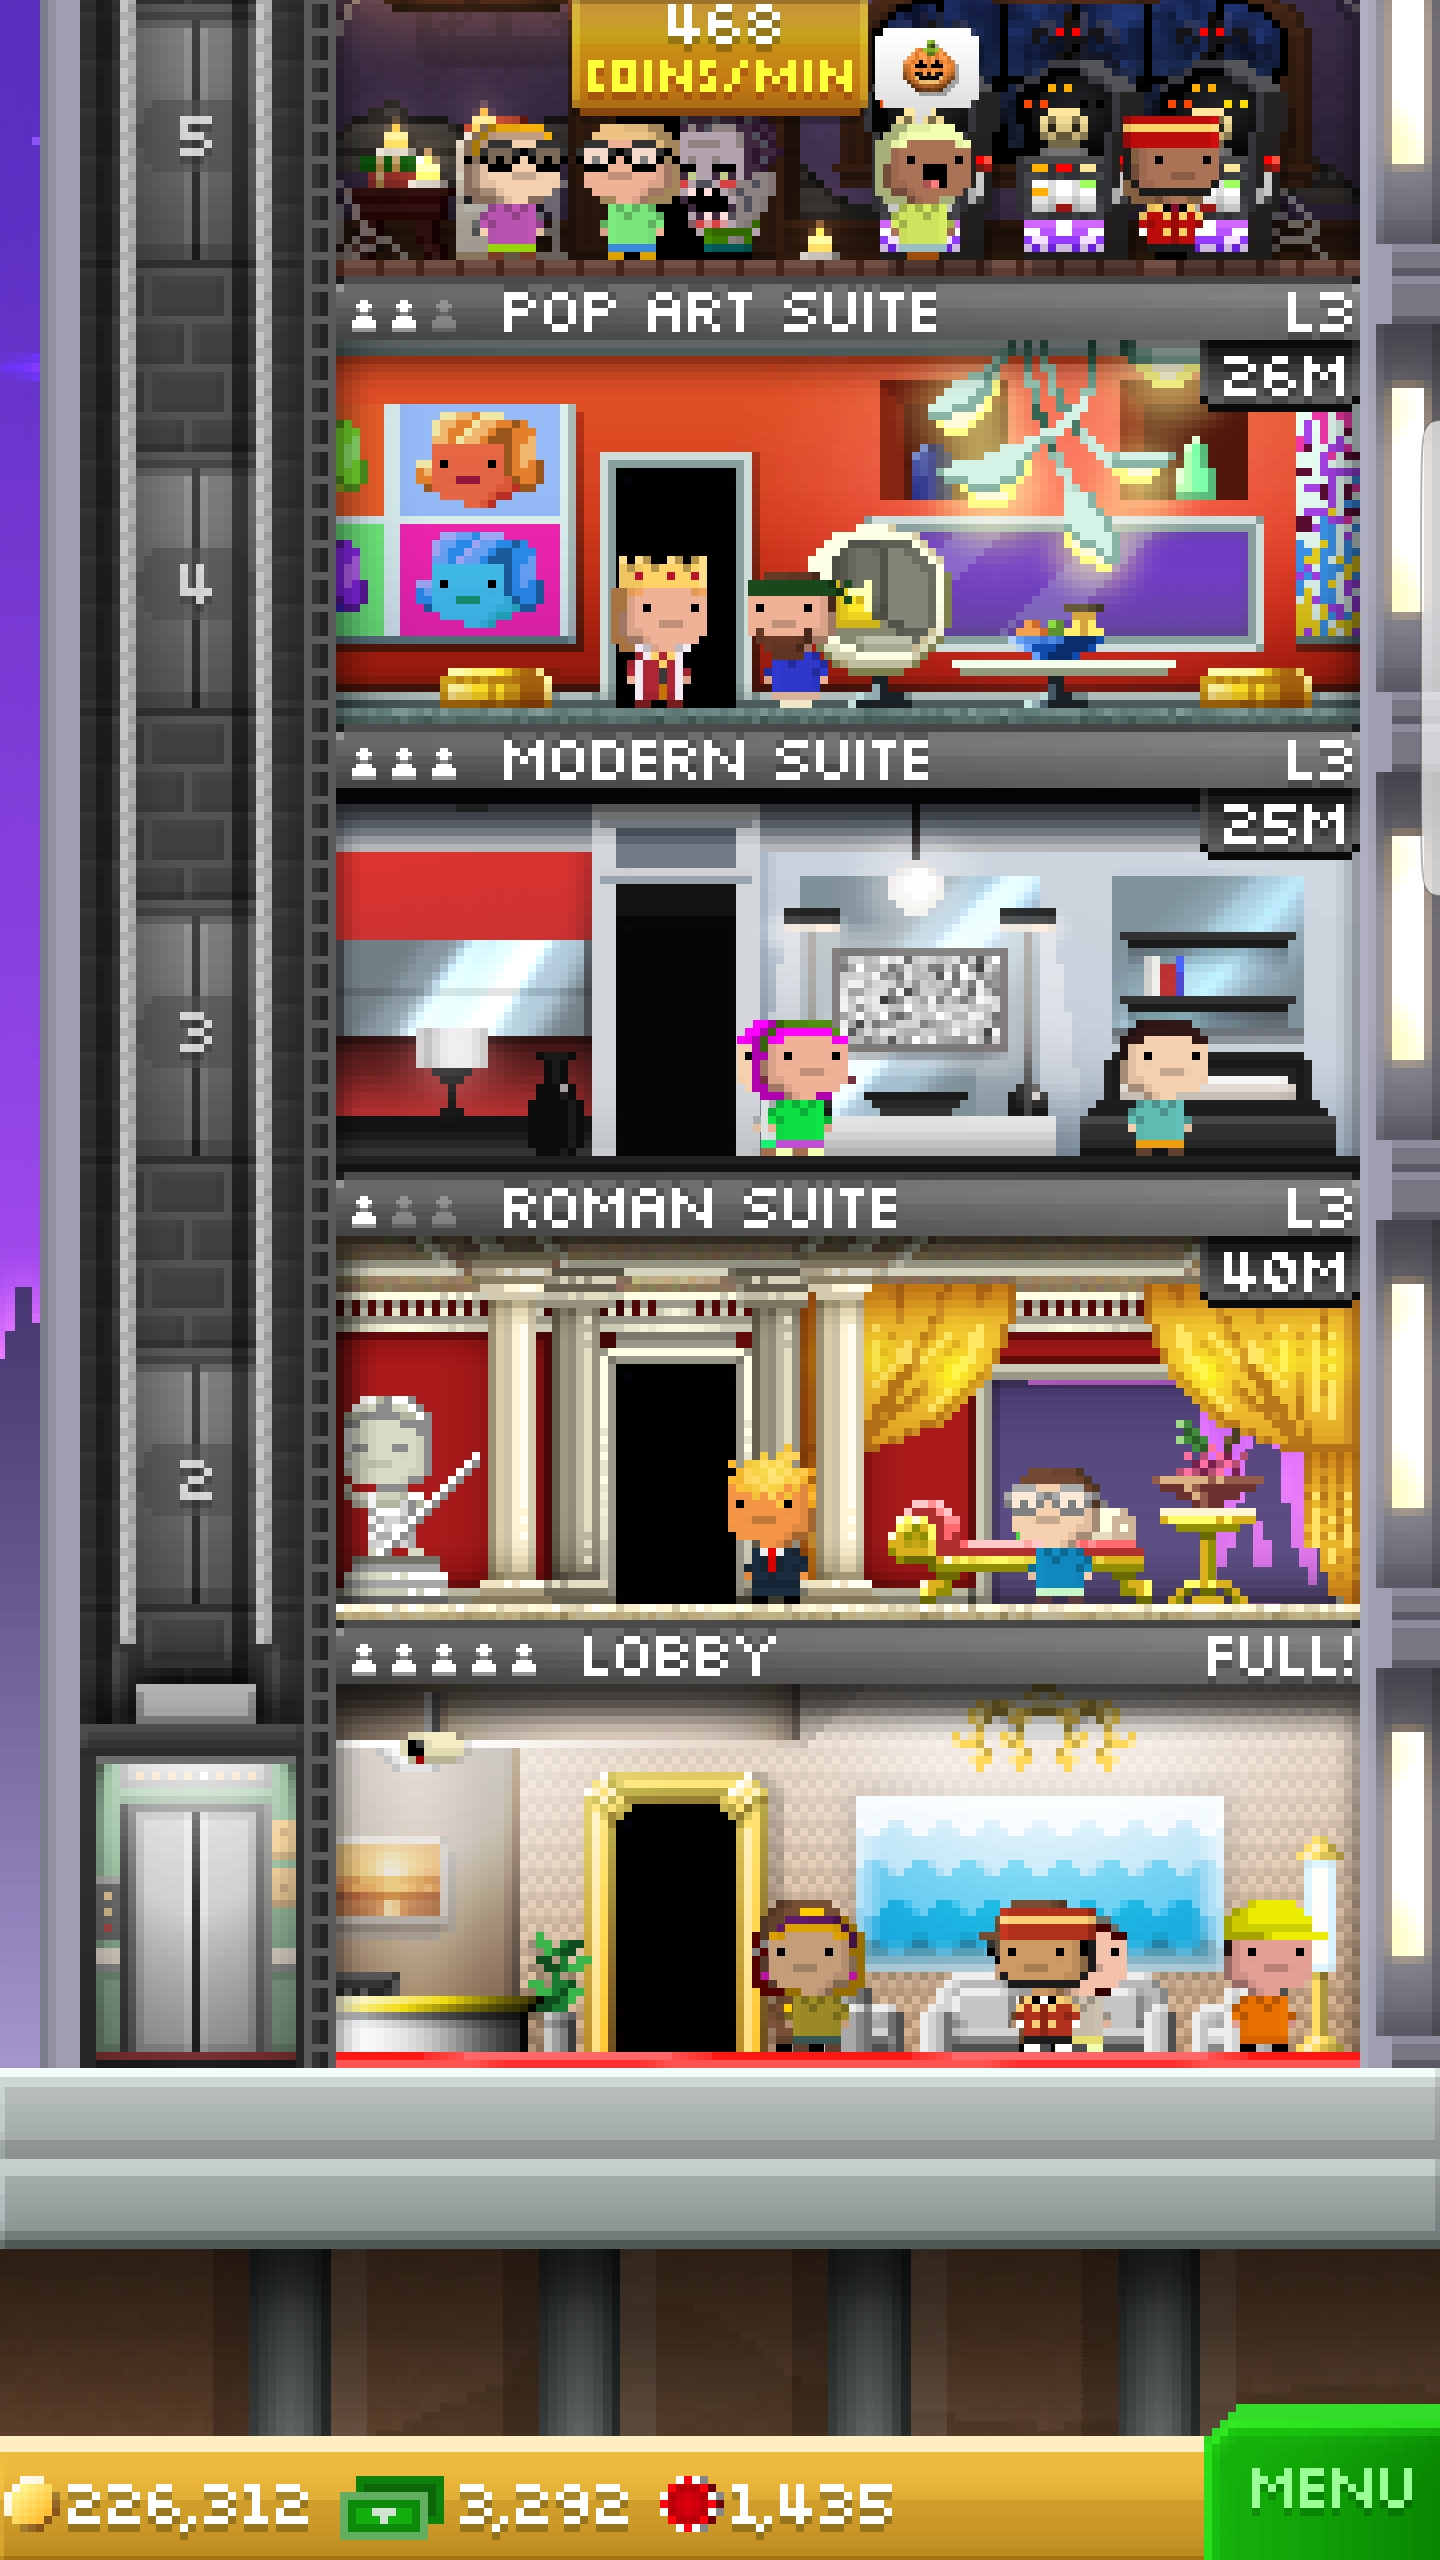 468
COINS/MIN
5
POP ART SUITE L3
26M
4
MODERN SUITE L3
25M
3
ROMAN SUITE L3
40M
2
LOBBY FULL!
226,312 3,292 1,435 MENU